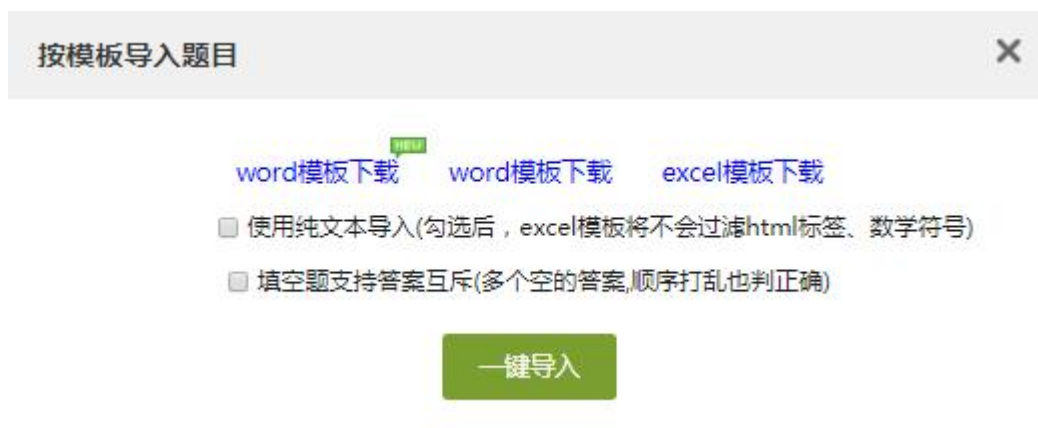 按模板导入题目
NEW
word模板下载 word模板下载 excel模板下载
使用纯文本导入(勾选后，excel模板将不会过滤html标签、数学符号)
填空题支持答案互斥(多个空的答案,顺序打乱也判正确)
一键导入